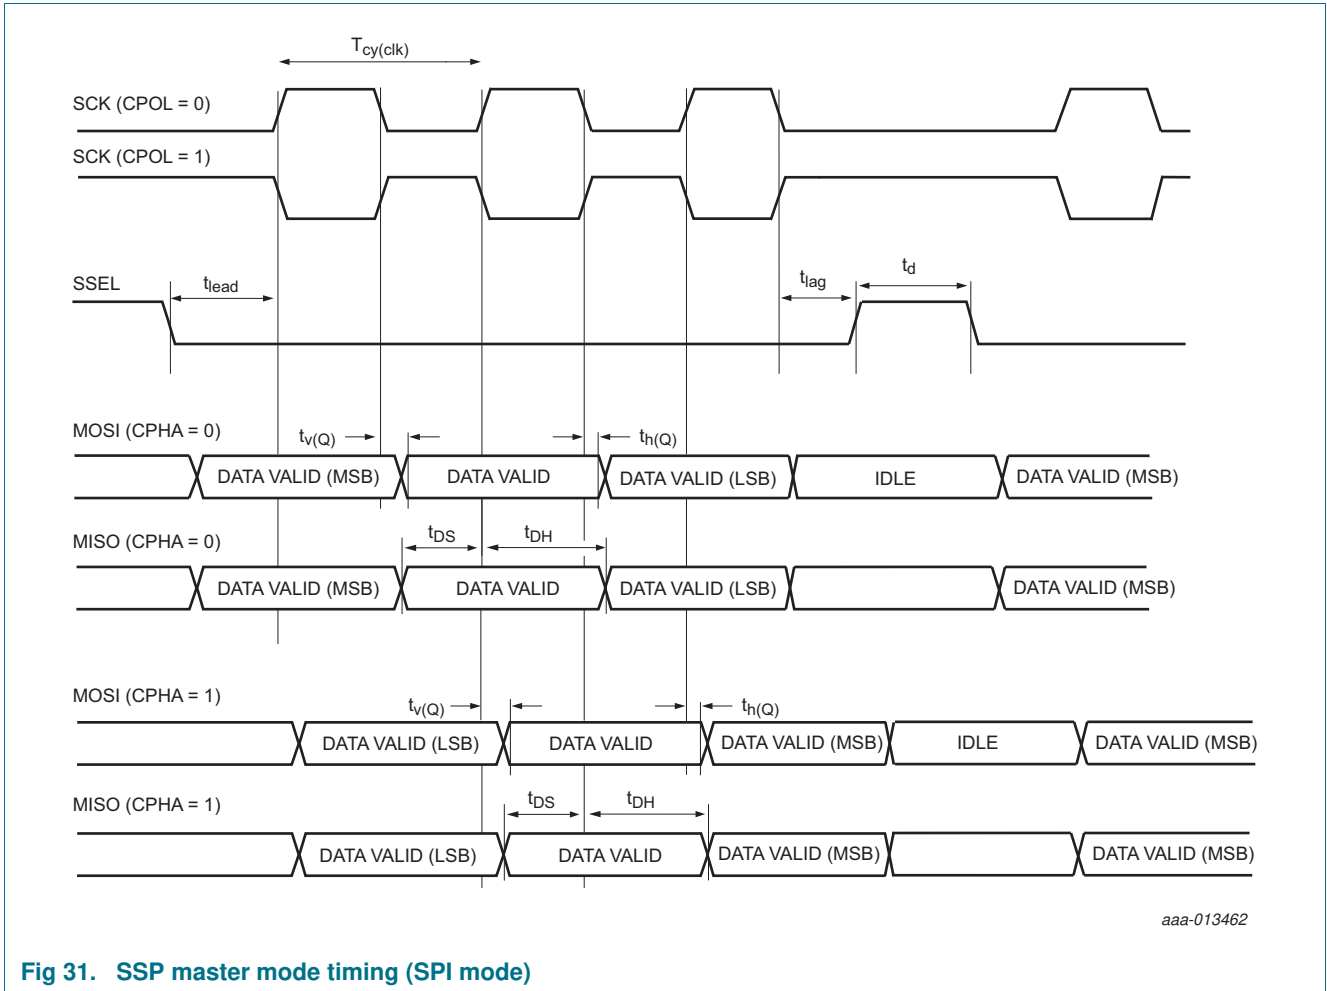 Tcy(clk)
SCK (CPOL = 0)
SCK (CPOL = 1)
SSEL
tlead
tlag
td
MOSI (CPHA = 0)
tv(Q)
th(Q)
DATA VALID (MSB)
DATA VALID
DATA VALID (LSB)
IDLE
DATA VALID (MSB)
MISO (CPHA = 0)
tDS
tDH
DATA VALID (MSB)
DATA VALID
DATA VALID (LSB)
DATA VALID (MSB)
MOSI (CPHA = 1)
tv(Q)
th(Q)
DATA VALID (LSB)
DATA VALID
DATA VALID (MSB)
IDLE
DATA VALID (MSB)
MISO (CPHA = 1)
tDS
tDH
DATA VALID (LSB)
DATA VALID
DATA VALID (MSB)
DATA VALID (MSB)
aaa-013462
Fig 31. SSP master mode timing (SPI mode)